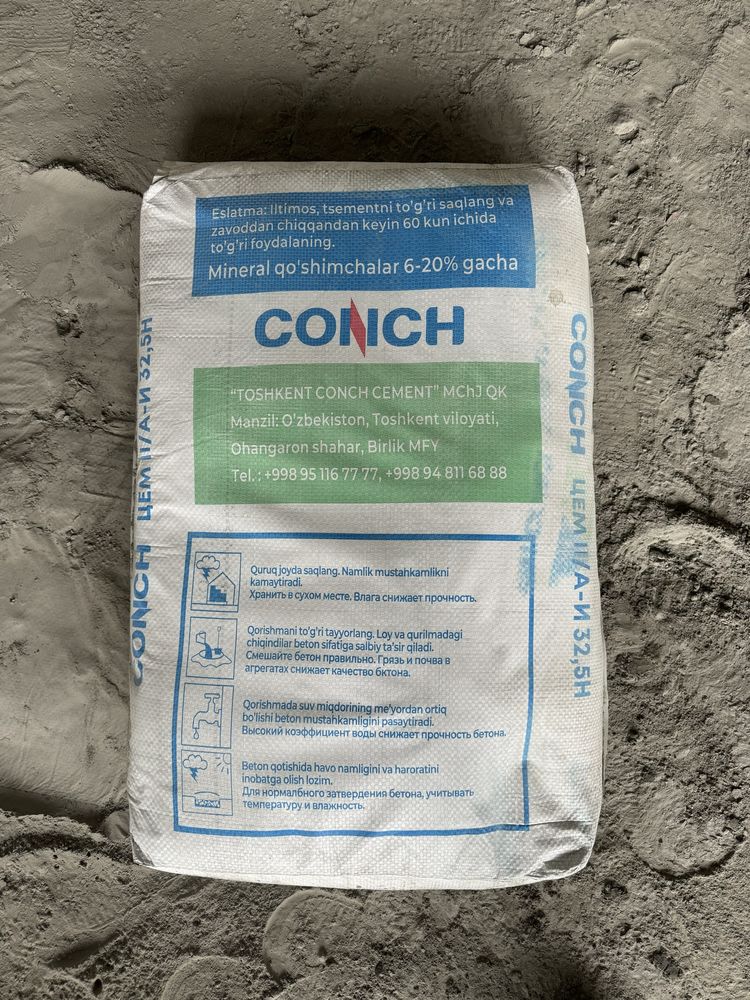 Eslatma: Iltimos, tsementni to'g'ri saqlang va
zavoddan chiqqandan keyin 60 kun ichida
to'g'ri foydalaning.
Mineral qo'shimchalar 6-20% gacha
CONCH
"TOSHKENT CONCH CEMENT" MChJ QK
Manzil: O'zbekiston, Toshkent viloyati,
Ohangaron shahar, Birlik MFY
Tel. : +998 95 116 77 77, +998 94 811 68 88
Quruq joyda saqlang. Namlik mustahkamlikni
kamaytiradi.
Хранить в сухом месте. Влага снижает прочность.
Qorishmani to'g'ri tayyorlang. Loy va qurilmadagi
chiqindilar beton sifatiga salbiy ta'sir qiladi.
Смешайте бетон правильно. Грязь и почва в
агрегатах снижает качество бктона.
Qorishmada suv miqdorining me'yordan ortiq
bo'lishi beton mustahkamligini pasaytiradi.
Высокий коэффициент воды снижает прочность бетона.
Beton qotishida havo namligini va haroratini
inobatga olish lozim.
Для нормалбного затвердения бетона, учитывать
температуру и влажность.
CONCH ЦЕМ II/А-И 32,5Н
CONCH ЦЕМ II/А-И 32,5Н